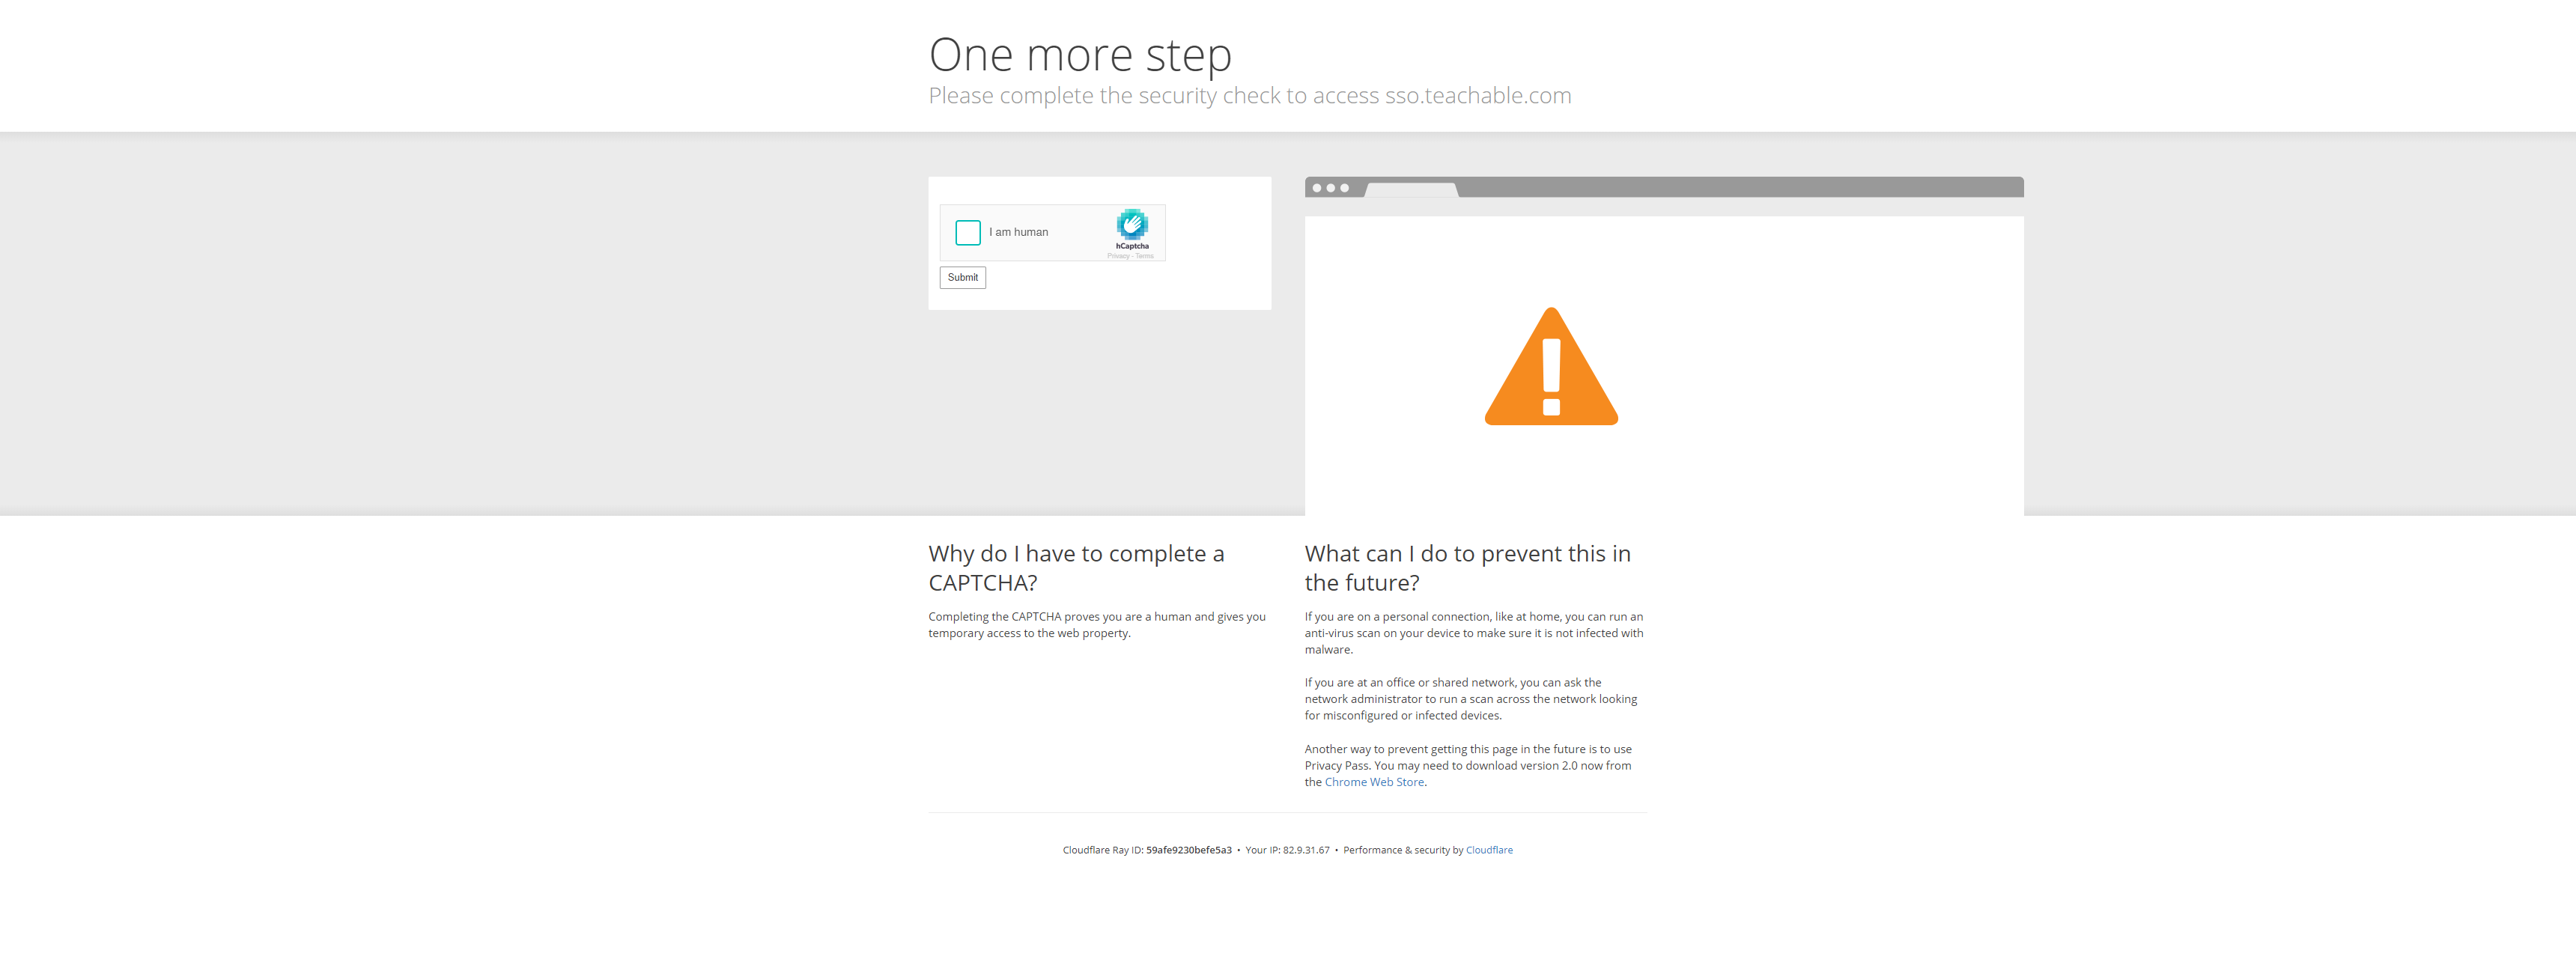 One more step
Please complete the security check to access sso.teachable.com
I am human
hCaptcha
Privacy - Terms
Submit
Why do I have to complete a
CAPTCHA?
Completing the CAPTCHA proves you are a human and gives you
temporary access to the web property.
What can I do to prevent this in
the future?
If you are on a personal connection, like at home, you can run an
anti-virus scan on your device to make sure it is not infected with
malware.
If you are at an office or shared network, you can ask the
network administrator to run a scan across the network looking
for misconfigured or infected devices.
Another way to prevent getting this page in the future is to use
Privacy Pass. You may need to download version 2.0 now from
the Chrome Web Store.
Cloudflare Ray ID: 59afe9230befe5a3 • Your IP: 82.9.31.67 • Performance & security by Cloudflare